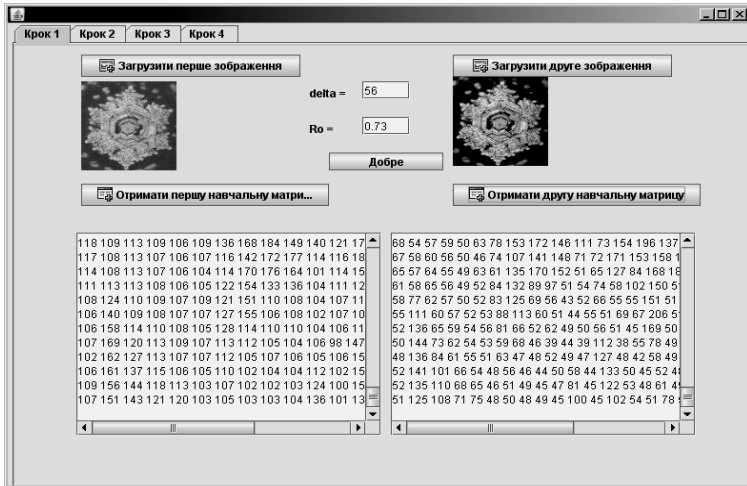 Крок 1 Крок 2 Крок 3 Крок 4
Загрузити перше зображення
Загрузити друге зображення
delta = 56
Ro = 0.73
Добре
Отримати першу навчальну матри...
Отримати другу навчальну матрицу
118 109 113 109 106 109 136 168 184 149 140 121 17
117 108 113 107 106 107 116 142 172 177 114 116 18
114 108 113 107 106 104 114 170 176 164 101 114 15
111 113 113 108 106 105 122 154 133 136 104 111 12
108 124 110 109 107 109 121 151 110 108 104 107 11
106 140 109 108 107 107 127 155 106 108 102 107 10
106 158 114 110 108 105 128 114 110 110 104 106 11
107 169 120 113 109 107 113 112 105 104 106 98 147
102 162 127 113 107 107 112 105 107 106 105 106 15
106 161 137 115 106 106 105 110 102 104 104 112 102 15
109 156 144 118 113 103 107 102 102 103 124 100 15
107 151 143 121 120 103 105 103 103 104 136 101 13
68 54 57 59 50 63 78 153 172 146 111 73 154 196 137
67 58 60 56 50 46 74 107 141 148 71 72 171 153 158 1
65 57 64 55 49 63 61 135 170 152 51 65 127 84 168 18
61 58 65 56 49 52 84 132 89 97 51 54 74 58 102 150 5
58 77 62 57 50 52 83 125 69 56 43 52 66 55 55 151 51
55 111 60 57 52 53 88 113 60 51 44 55 51 69 67 206 5
52 136 65 59 54 56 81 66 52 62 49 50 56 51 45 169 50
50 144 73 62 54 53 59 68 46 39 44 39 112 38 55 78 49
48 136 84 61 55 51 63 47 48 52 49 47 127 48 42 58 49
52 141 101 66 54 48 56 46 44 50 58 44 133 50 45 52 48
52 135 110 68 65 46 51 49 45 47 81 45 122 53 48 61 49
51 125 108 71 75 48 50 48 49 45 100 45 102 54 51 78